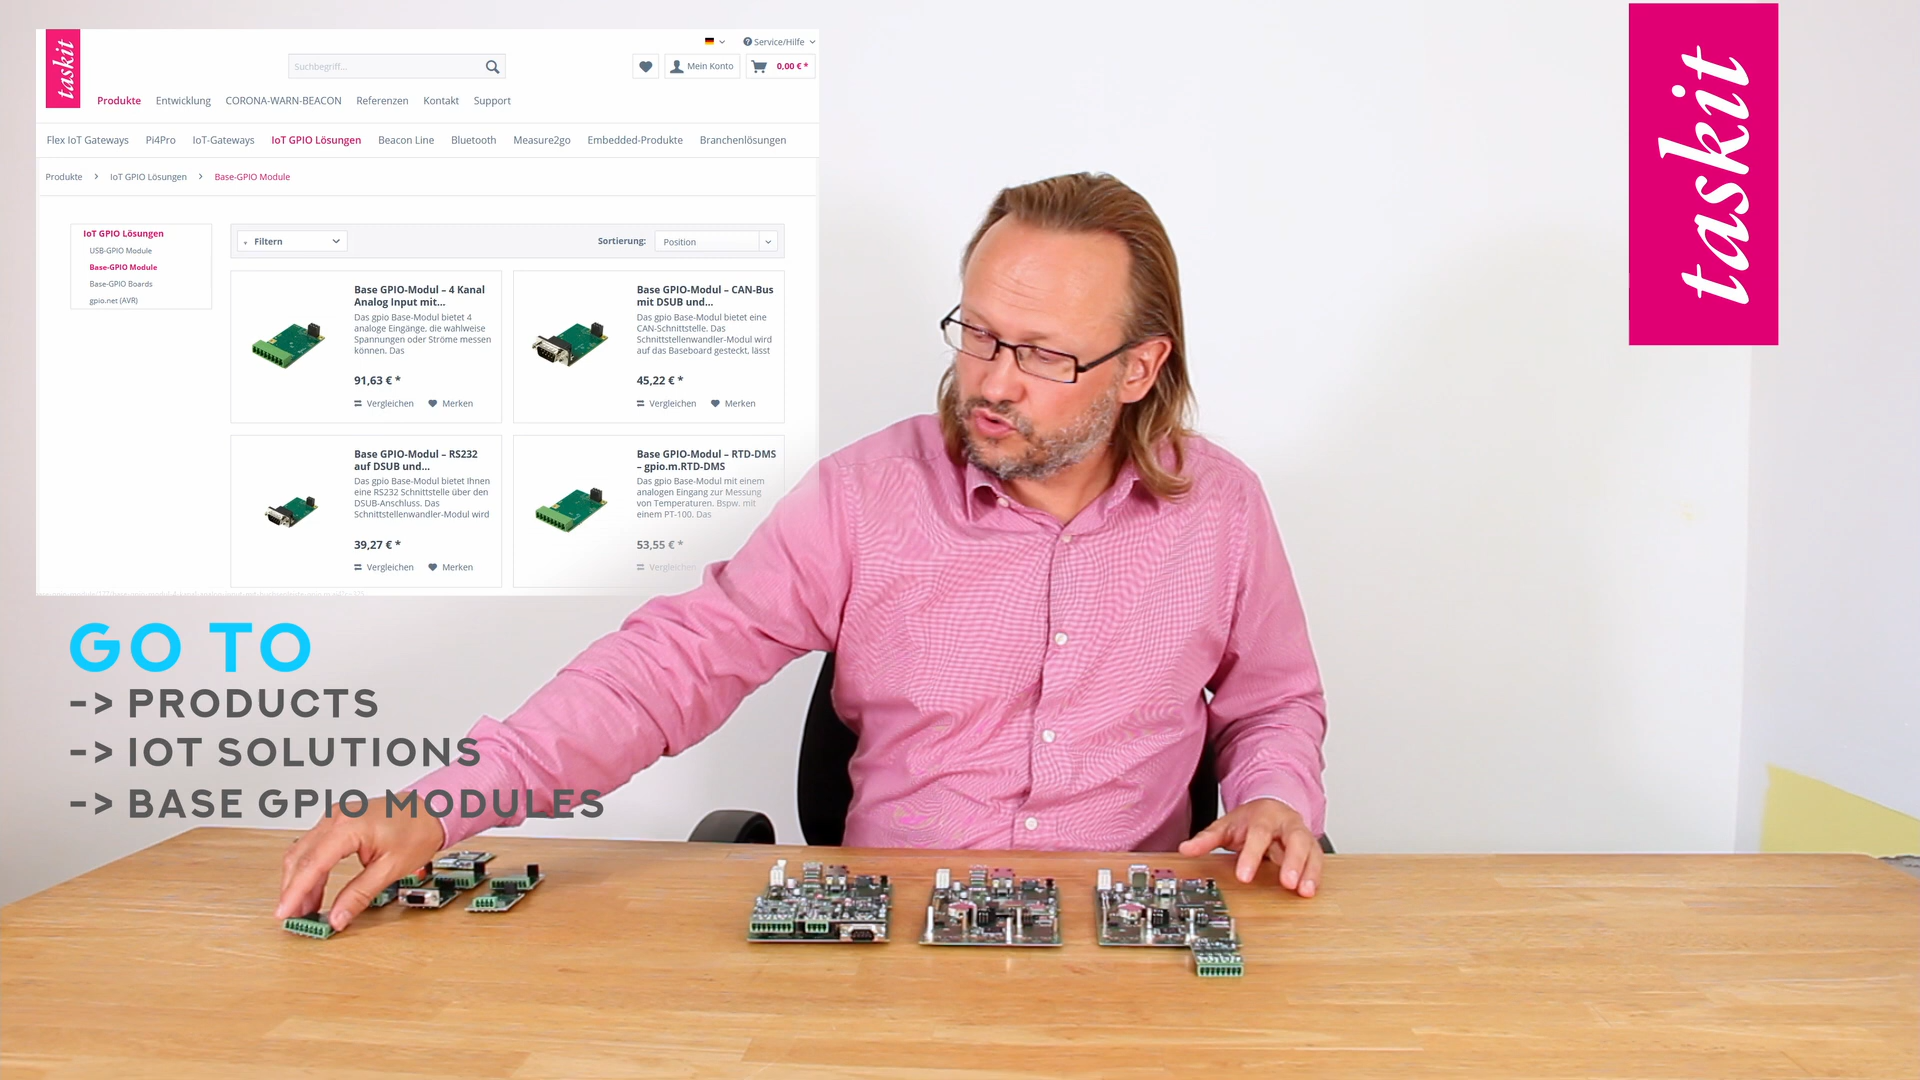 taskit
Service/Hilfe
Suchbegriff...
Mein Konto
0,00 € *
Produkte Entwicklung CORONA-WARN-BEACON Referenzen Kontakt Support
Flex IoT Gateways Pi4Pro IoT-Gateways IoT GPIO Lösungen Beacon Line Bluetooth Measure2go Embedded-Produkte Branchenlösungen
Produkte > IoT GPIO Lösungen > Base-GPIO Module
IoT GPIO Lösungen
USB-GPIO Module
Base-GPIO Module
Base-GPIO Boards
gpio.net (AVR)
Filtern
Sortierung: Position
Base GPIO-Modul – 4 Kanal
Analog Input mit...
Das gpio Base-Modul bietet 4
analoge Eingänge, die wahlweise
Spannungen oder Ströme messen
können. Das
91,63 € *
Vergleichen Merken
Base GPIO-Modul – CAN-Bus
mit DSUB und...
Das gpio Base-Modul bietet eine
CAN-Schnittstelle. Das
Schnittstellenwandler-Modul wird
auf das Baseboard gesteckt, lässt
45,22 € *
Vergleichen Merken
Base GPIO-Modul – RS232
auf DSUB und...
Das gpio Base-Modul bietet Ihnen
eine RS232 Schnittstelle über den
DSUB-Anschluss. Das
Schnittstellenwandler-Modul wird
39,27 € *
Vergleichen Merken
Base GPIO-Modul – RTD-DMS
– gpio.m.RTD-DMS
Das gpio Base-Modul mit einem
analogen Eingang zur Messung
von Temperaturen. Bspw. mit
einem PT-100. Das
53,55 € *
Vergleichen
GO TO
-> PRODUCTS
-> IOT SOLUTIONS
-> BASE GPIO MODULES
taskit